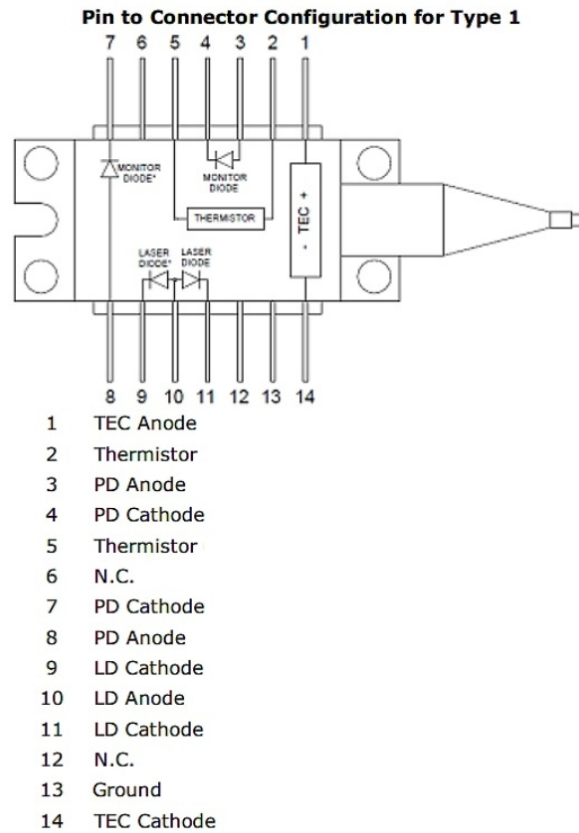 Pin to Connector Configuration for Type 1
7 6 5 4 3 2 1
MONITOR
DIODE*
MONITOR
DIODE
THERMISTOR
- TEC +
LASER
DIODE*
LASER
DIODE
8 9 10 11 12 13 14
1 TEC Anode
2 Thermistor
3 PD Anode
4 PD Cathode
5 Thermistor
6 N.C.
7 PD Cathode
8 PD Anode
9 LD Cathode
10 LD Anode
11 LD Cathode
12 N.C.
13 Ground
14 TEC Cathode